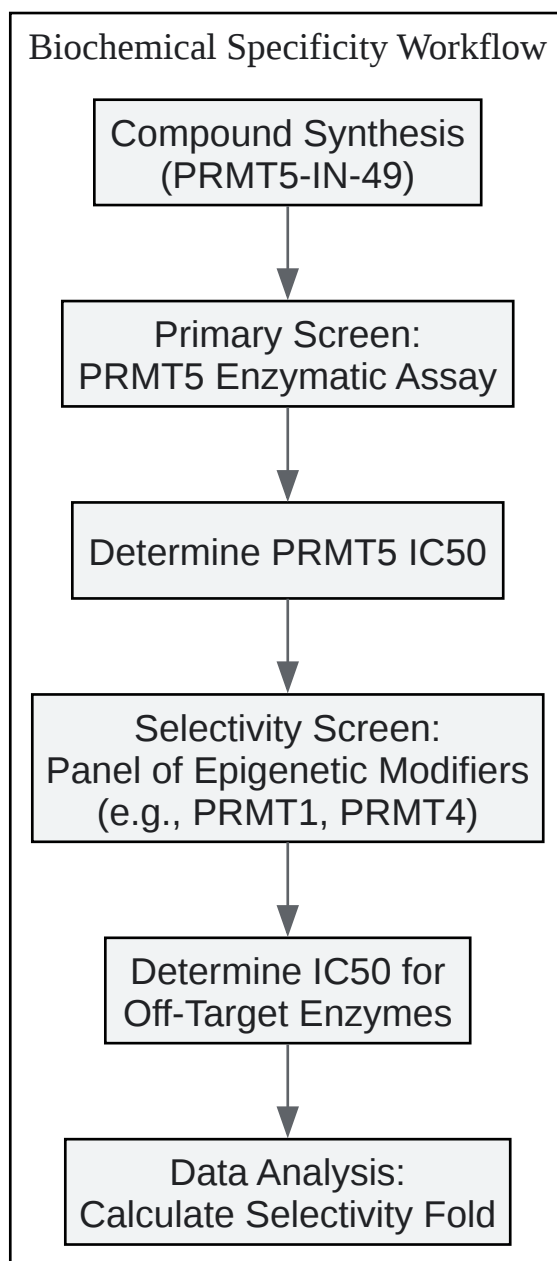 Biochemical Specificity Workflow
Compound Synthesis
(PRMT5-IN-49)
Primary Screen:
PRMT5 Enzymatic Assay
Determine PRMT5 IC50
Selectivity Screen:
Panel of Epigenetic Modifiers
(e.g., PRMT1, PRMT4)
Determine IC50 for
Off-Target Enzymes
Data Analysis:
Calculate Selectivity Fold